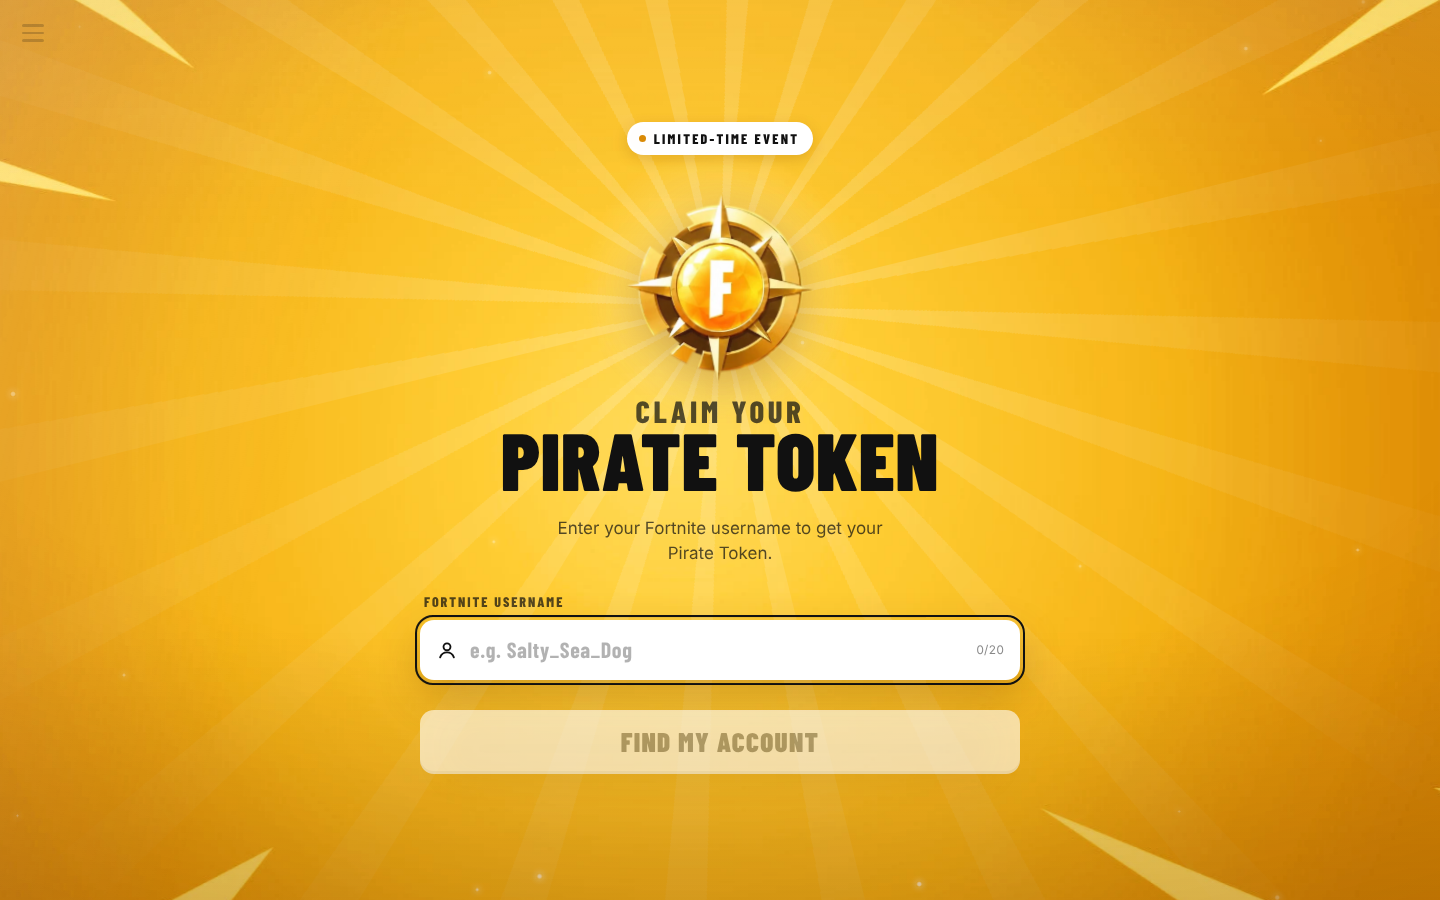 LIMITED-TIME EVENT
F
CLAIM YOUR
PIRATE TOKEN
Enter your Fortnite username to get your
Pirate Token.
FORTNITE USERNAME
e.g. Salty_Sea_Dog
0/20
FIND MY ACCOUNT